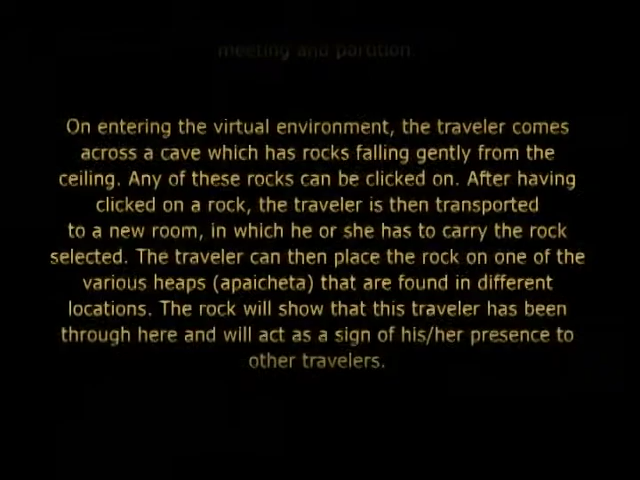 meeting and partition
On entering the virtual environment, the traveler comes
across a cave which has rocks falling gently from the
ceiling. Any of these rocks can be clicked on. After having
clicked on a rock, the traveler is then transported
to a new room, in which he or she has to carry the rock
selected. The traveler can then place the rock on one of the
various heaps (apaicheta) that are found in different
locations. The rock will show that this traveler has been
through here and will act as a sign of his/her presence to
other travelers.